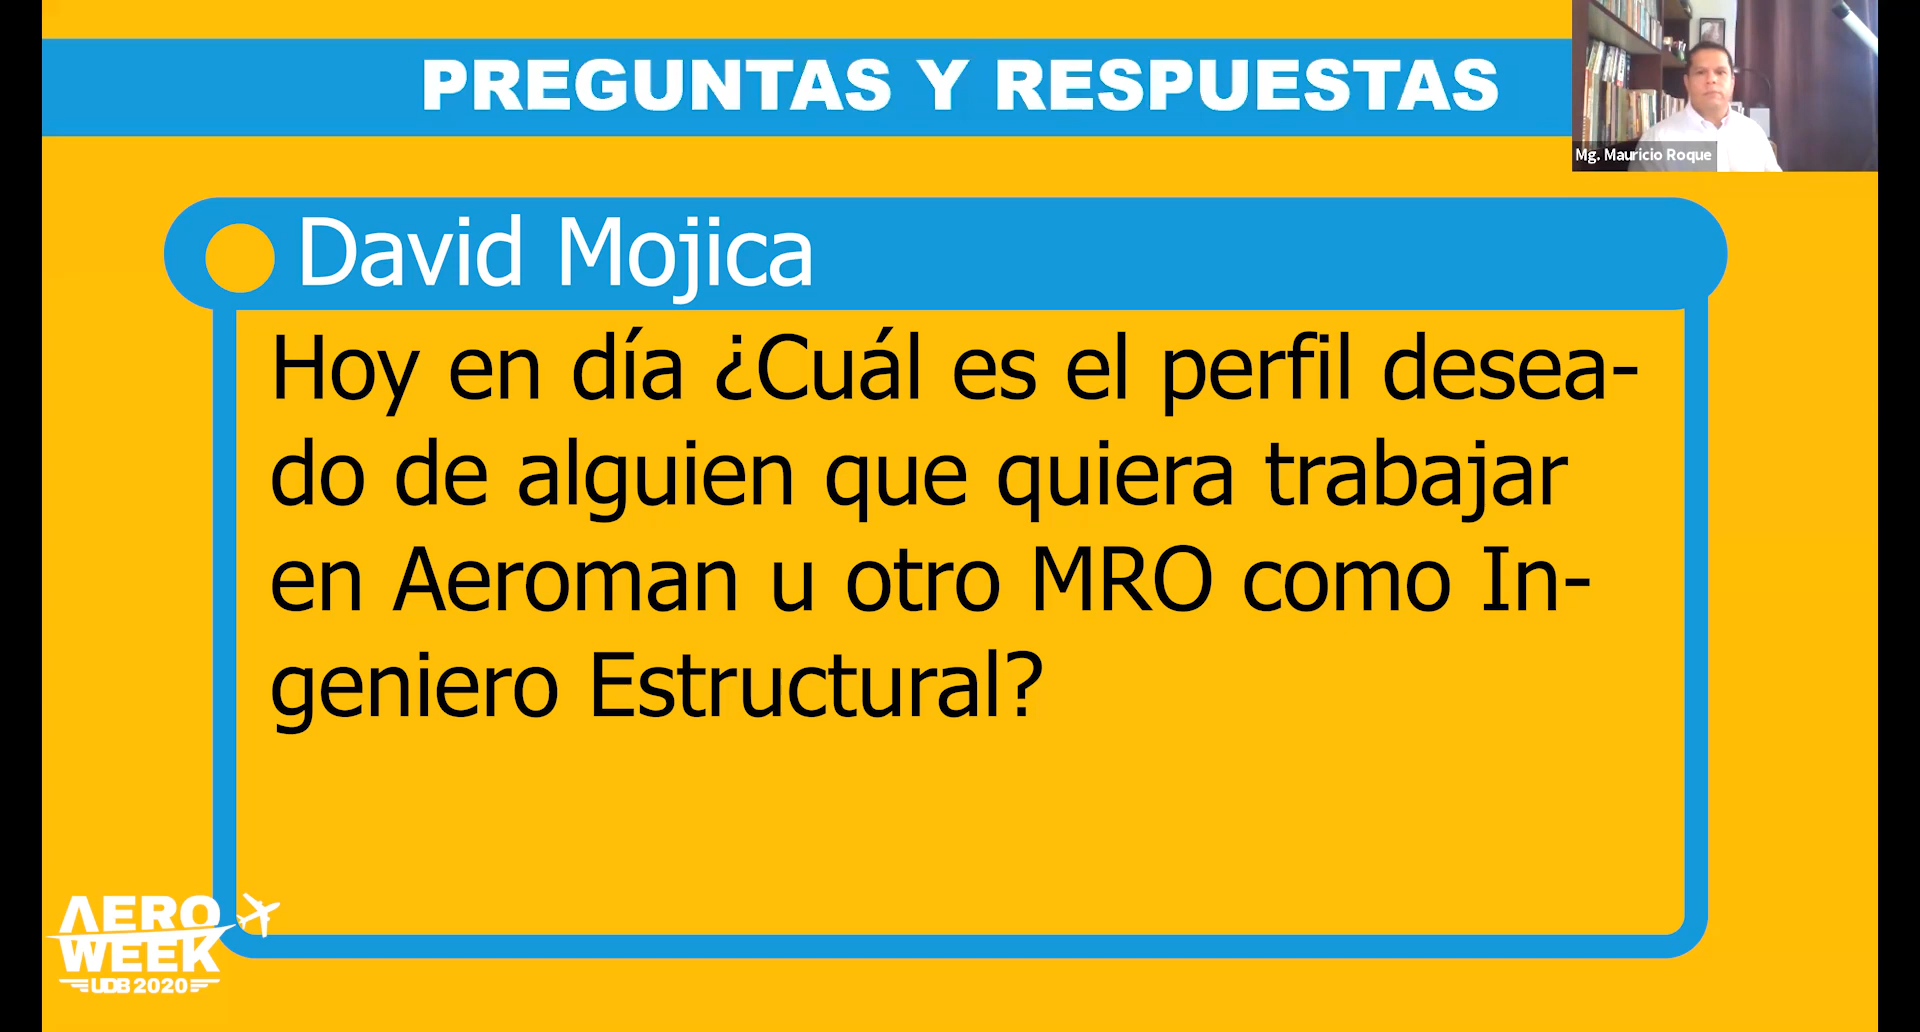 PREGUNTAS Y RESPUESTAS
Mg. Mauricio Roque
David Mojica
Hoy en día ¿Cuál es el perfil desea-
do de alguien que quiera trabajar
en Aeroman u otro MRO como In-
geniero Estructural?
AERO
WEEK
UDB 2020